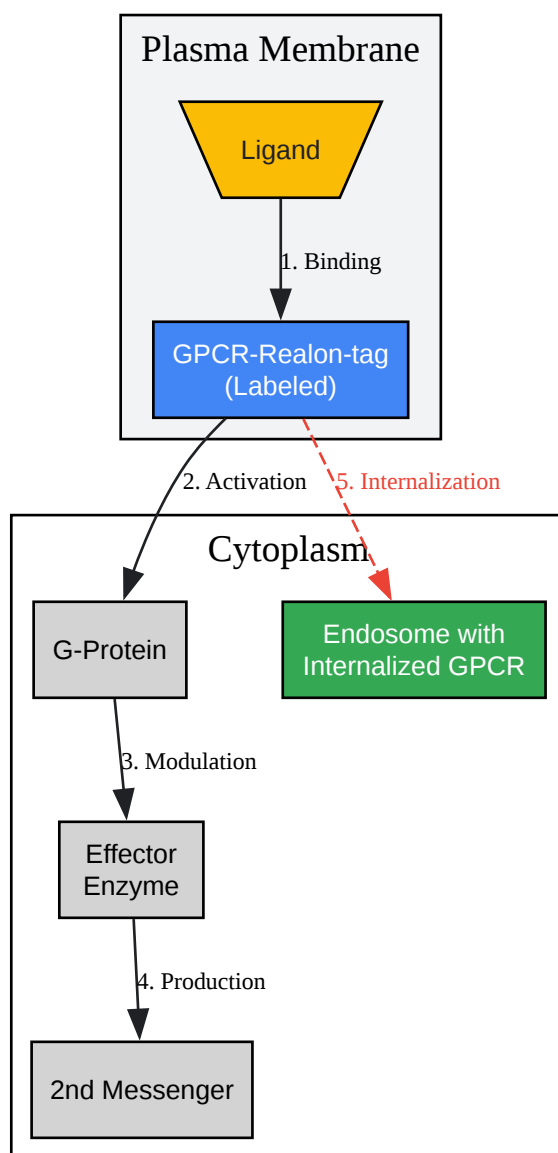 Plasma Membrane
Ligand
1. Binding
GPCR-Realon-tag
(Labeled)
2. Activation
5. Internalization
Cytoplasm
G-Protein
Endosome with
Internalized GPCR
3. Modulation
Effector
Enzyme
4. Production
2nd Messenger